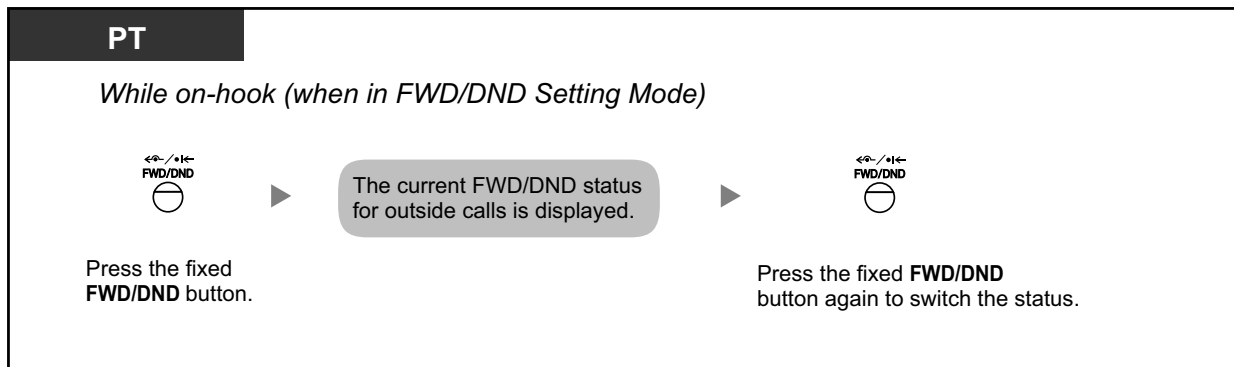 PT
While on-hook (when in FWD/DND Setting Mode)
FWD/DND
The current FWD/DND status
for outside calls is displayed.
FWD/DND
Press the fixed
FWD/DND button.
Press the fixed FWD/DND
button again to switch the status.